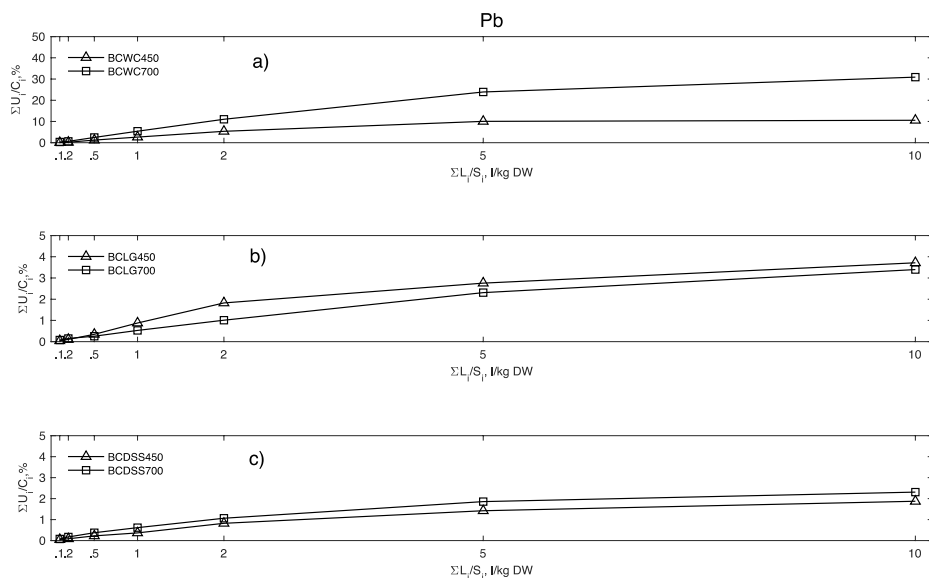 Pb
50
BCWC450
a)
40
BCWC700
30
20
10
0
ΣU_i/C_i,%
.1 .2 .5 1 2 5 10
ΣL_i/S_i, l/kg DW
5
BCLG450
b)
4
BCLG700
3
2
1
0
ΣU_i/C_i,%
.1 .2 .5 1 2 5 10
ΣL_i/S_i, l/kg DW
5
BCDSS450
c)
4
BCDSS700
3
2
1
0
ΣU_i/C_i,%
.1 .2 .5 1 2 5 10
ΣL_i/S_i, l/kg DW